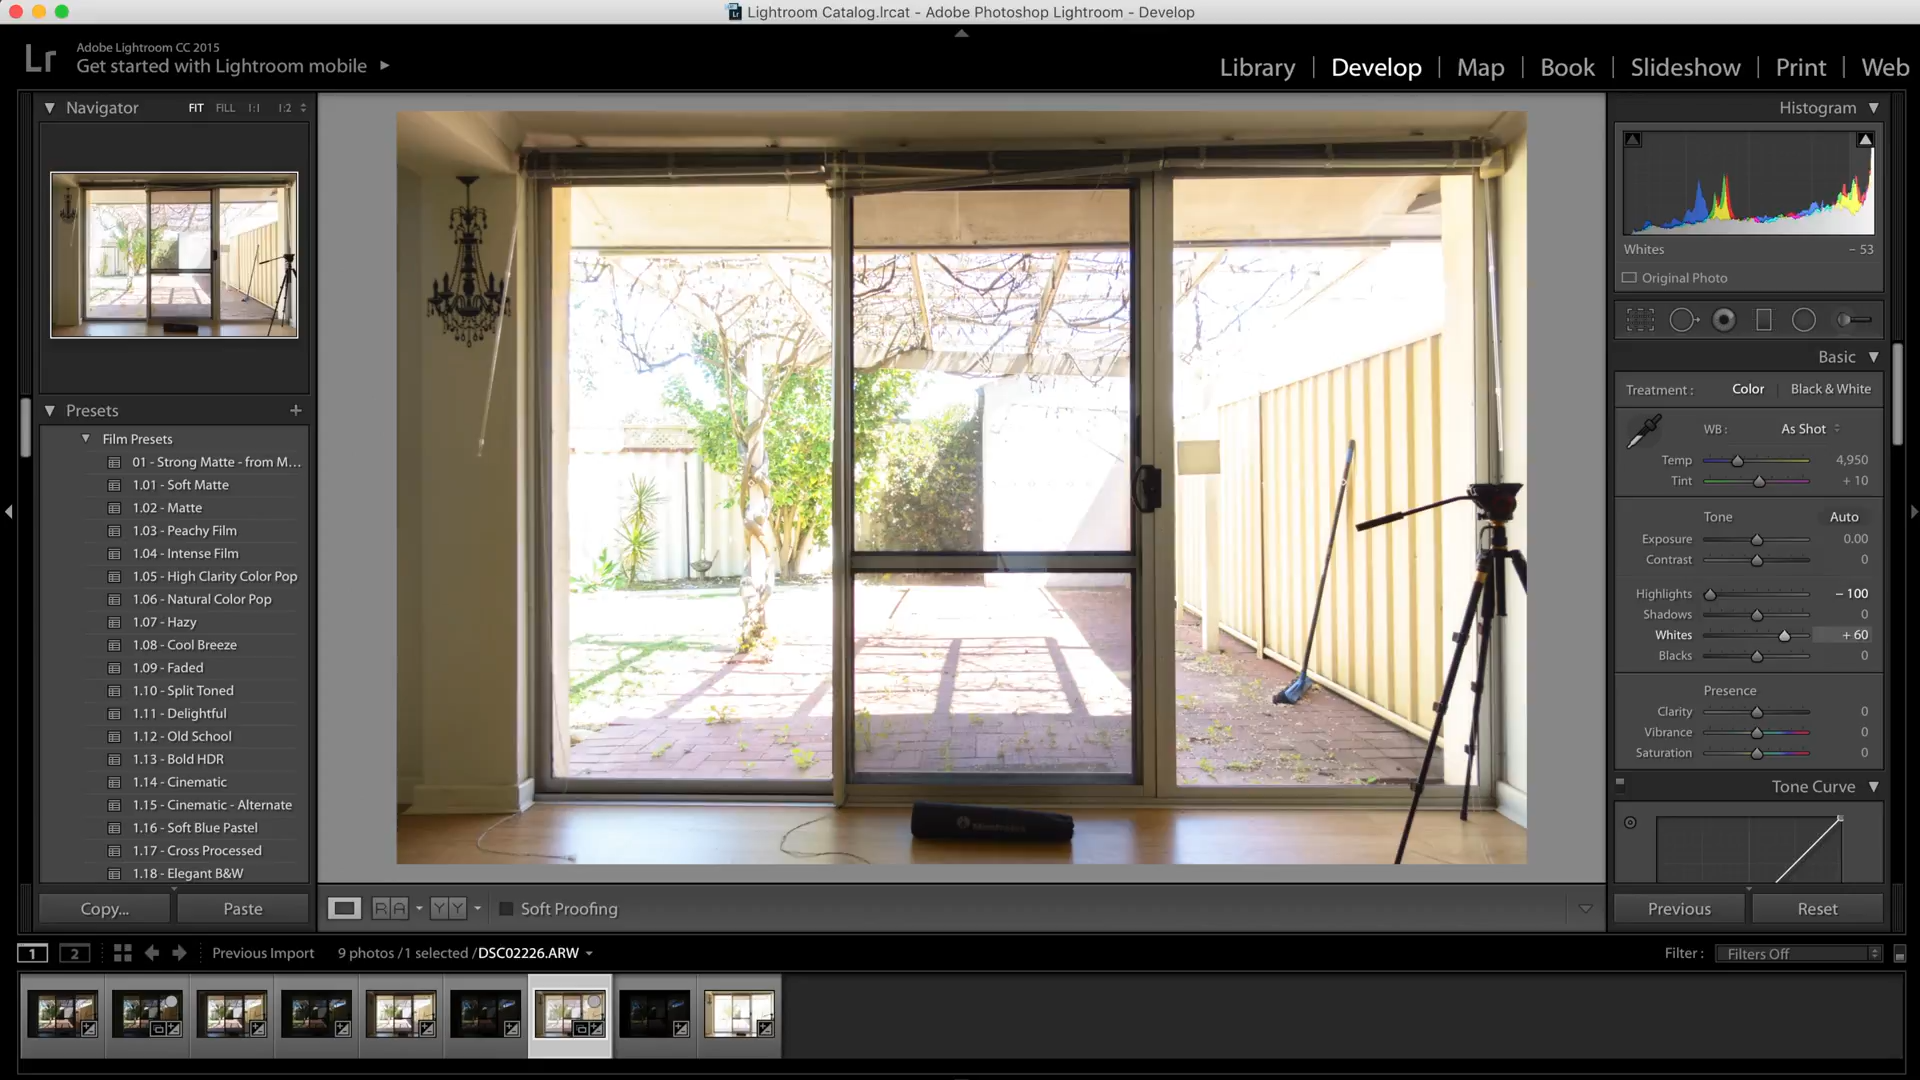 Lightroom Catalog.lrcat - Adobe Photoshop Lightroom - Develop
Lr
Adobe Lightroom CC 2015
Get started with Lightroom mobile
Library | Develop | Map | Book | Slideshow | Print | Web
Navigator FIT FILL 1:1 1:2
Presets +
Film Presets
01 - Strong Matte - from M...
1.01 - Soft Matte
1.02 - Matte
1.03 - Peachy Film
1.04 - Intense Film
1.05 - High Clarity Color Pop
1.06 - Natural Color Pop
1.07 - Hazy
1.08 - Cool Breeze
1.09 - Faded
1.10 - Split Toned
1.11 - Delightful
1.12 - Old School
1.13 - Bold HDR
1.14 - Cinematic
1.15 - Cinematic - Alternate
1.16 - Soft Blue Pastel
1.17 - Cross Processed
1.18 - Elegant B&W
Copy... Paste
R A Y Y Soft Proofing
Histogram
Whites - 53
Original Photo
Basic
Treatment : Color | Black & White
WB : As Shot
Temp 4,950
Tint + 10
Tone Auto
Exposure 0.00
Contrast 0
Highlights - 100
Shadows 0
Whites + 60
Blacks 0
Presence
Clarity 0
Vibrance 0
Saturation 0
Tone Curve
Previous Reset
1 2 Previous Import 9 photos / 1 selected / DSC02226.ARW Filter : Filters Off